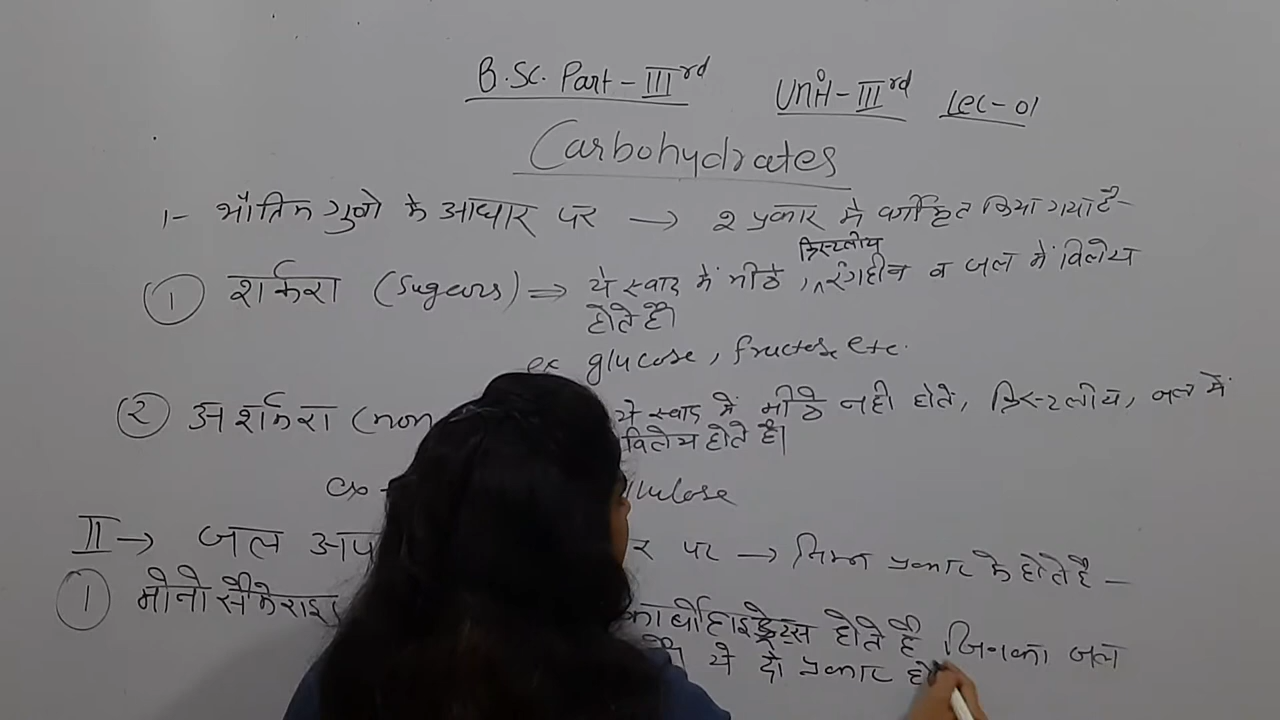 B.Sc. Part-IIIrd Unit-IIIrd Lec-01
Carbohydrates
1- भौतिक गुणो के आधार पर → 2 प्रकार मे वर्गीकृत किया गया है-
① शर्करा (Sugars) ⇒ ये स्वाद में मीठे, क्रिस्टलीय रंगहीन व जल में विलेय
होते हैं।
ex glucose, fructose etc.
② अशर्करा (non ये स्वाद में मीठे नही होते, क्रिस्टलीय, जल में
विलेय होते है।
ex - llulose
II → जल अप र पर → निम्न प्रकार के होते है -
① मोनोसैकेराइ कार्बोहाइड्रेट्स होते है जिनका जल
ये दो प्रकार हो